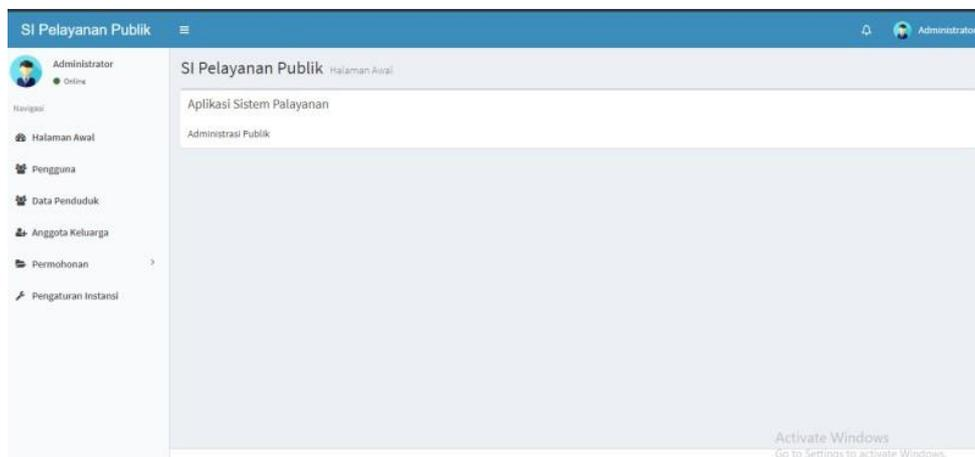 SI Pelayanan Publik
Administrator
Administrator
Online
Navigasi
Halaman Awal
Pengguna
Data Penduduk
Anggota Keluarga
Permohonan
Pengaturan Instansi
SI Pelayanan Publik Halaman Awal
Aplikasi Sistem Palayanan
Administrasi Publik
Activate Windows
Go to Settings to activate Windows.